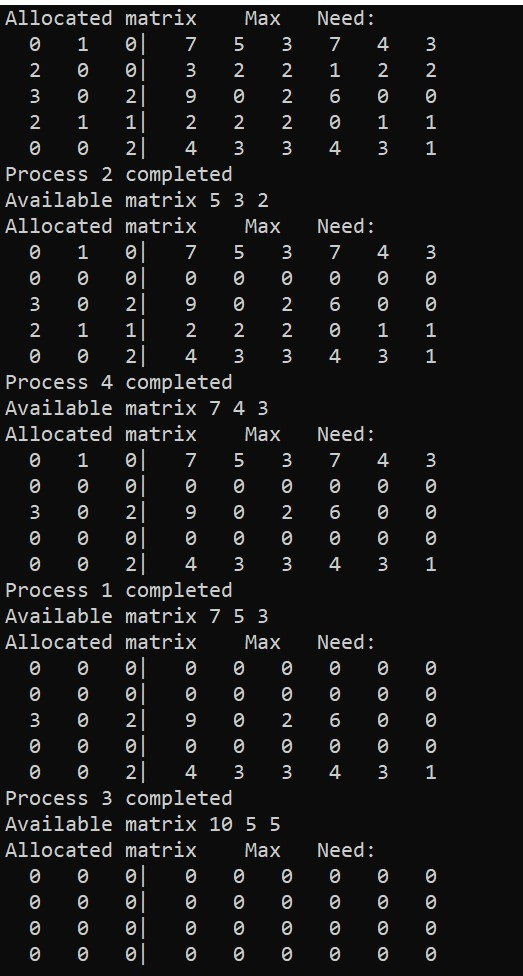 Allocated matrix    Max   Need:
  0   1   0|   7   5   3   7   4   3
  2   0   0|   3   2   2   1   2   2
  3   0   2|   9   0   2   6   0   0
  2   1   1|   2   2   2   0   1   1
  0   0   2|   4   3   3   4   3   1
Process 2 completed
Available matrix 5 3 2
Allocated matrix    Max   Need:
  0   1   0|   7   5   3   7   4   3
  0   0   0|   0   0   0   0   0   0
  3   0   2|   9   0   2   6   0   0
  2   1   1|   2   2   2   0   1   1
  0   0   2|   4   3   3   4   3   1
Process 4 completed
Available matrix 7 4 3
Allocated matrix    Max   Need:
  0   1   0|   7   5   3   7   4   3
  0   0   0|   0   0   0   0   0   0
  3   0   2|   9   0   2   6   0   0
  0   0   0|   0   0   0   0   0   0
  0   0   2|   4   3   3   4   3   1
Process 1 completed
Available matrix 7 5 3
Allocated matrix    Max   Need:
  0   0   0|   0   0   0   0   0   0
  0   0   0|   0   0   0   0   0   0
  3   0   2|   9   0   2   6   0   0
  0   0   0|   0   0   0   0   0   0
  0   0   2|   4   3   3   4   3   1
Process 3 completed
Available matrix 10 5 5
Allocated matrix    Max   Need:
  0   0   0|   0   0   0   0   0   0
  0   0   0|   0   0   0   0   0   0
  0   0   0|   0   0   0   0   0   0
  0   0   0|   0   0   0   0   0   0